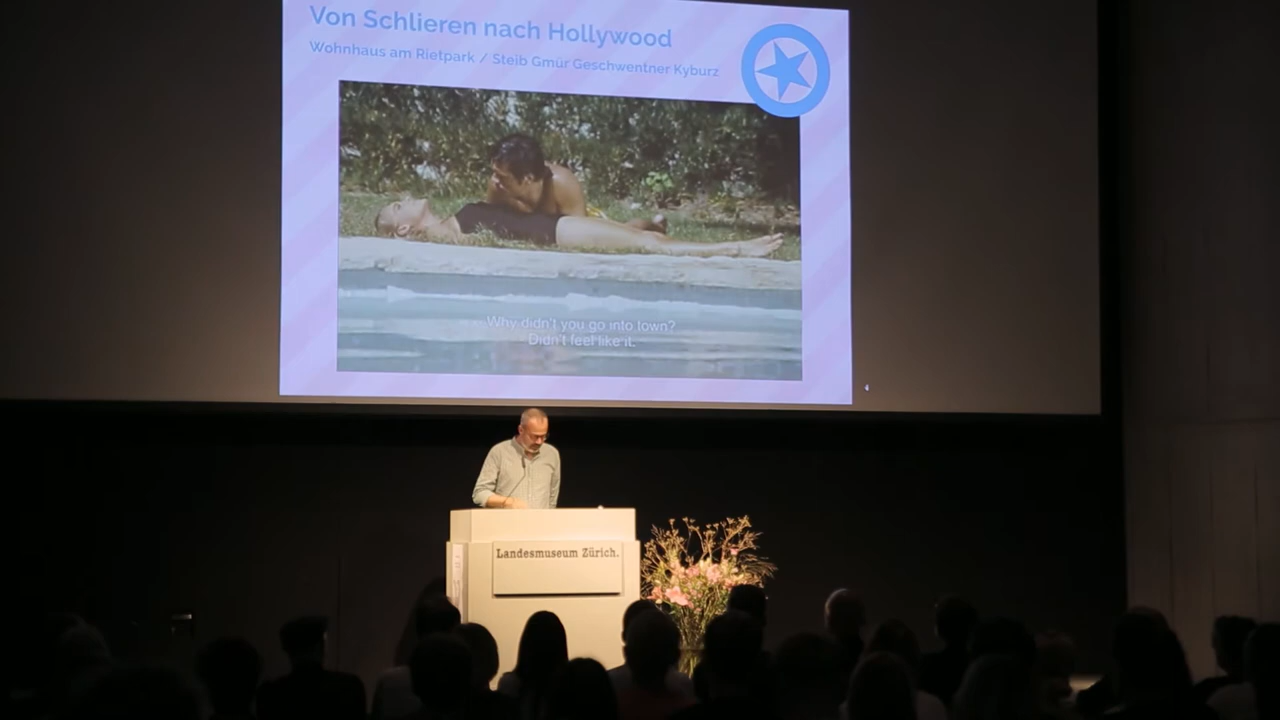 Von Schlieren nach Hollywood
Wohnhaus am Rietpark / Steib Gmür Geschwentner Kyburz
Why didn't you go into town?
Didn't feel like it.
Landesmuseum Zürich.